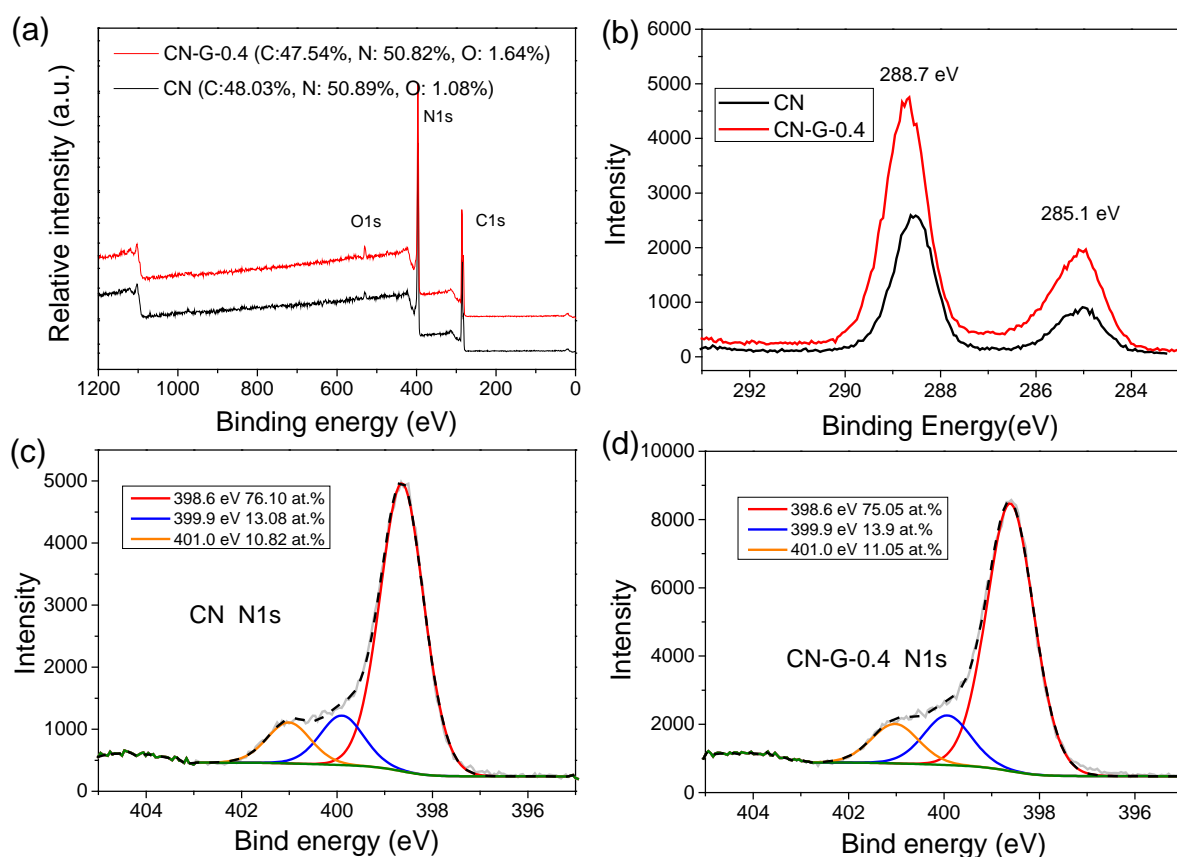 (a)
CN-G-0.4 (C:47.54%, N: 50.82%, O: 1.64%)
CN (C:48.03%, N: 50.89%, O: 1.08%)
N1s
O1s
C1s
Relative intensity (a.u.)
1200 1000 800 600 400 200 0
Binding energy (eV)
(b)
288.7 eV
CN
CN-G-0.4
285.1 eV
Intensity
6000
5000
4000
3000
2000
1000
0
292 290 288 286 284
Binding Energy(eV)
(c)
398.6 eV 76.10 at.%
399.9 eV 13.08 at.%
401.0 eV 10.82 at.%
CN N1s
Intensity
5000
4000
3000
2000
1000
0
404 402 400 398 396
Bind energy (eV)
(d)
398.6 eV 75.05 at.%
399.9 eV 13.9 at.%
401.0 eV 11.05 at.%
CN-G-0.4 N1s
Intensity
10000
8000
6000
4000
2000
0
404 402 400 398 396
Bind energy (eV)